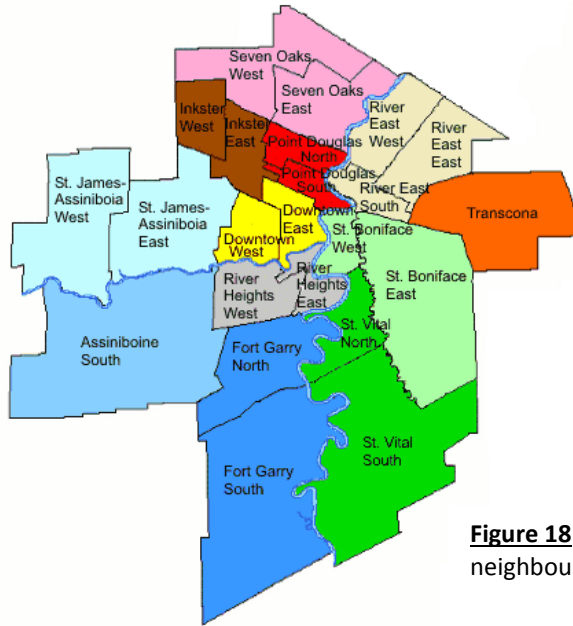 Seven Oaks
West
Seven Oaks
East
River
East
West
River
East
East
Inkster
West
Inkster
East
Point Douglas
North
Point Douglas
South
River East
South
Transcona
St. James-
Assiniboia
West
St. James-
Assiniboia
East
Downtown
East
Downtown
West
St. Boniface
West
St. Boniface
East
River
Heights
West
River
Heights
East
Assiniboine
South
Fort Garry
North
St. Vital
North
Fort Garry
South
St. Vital
South
Figure 18
neighbou